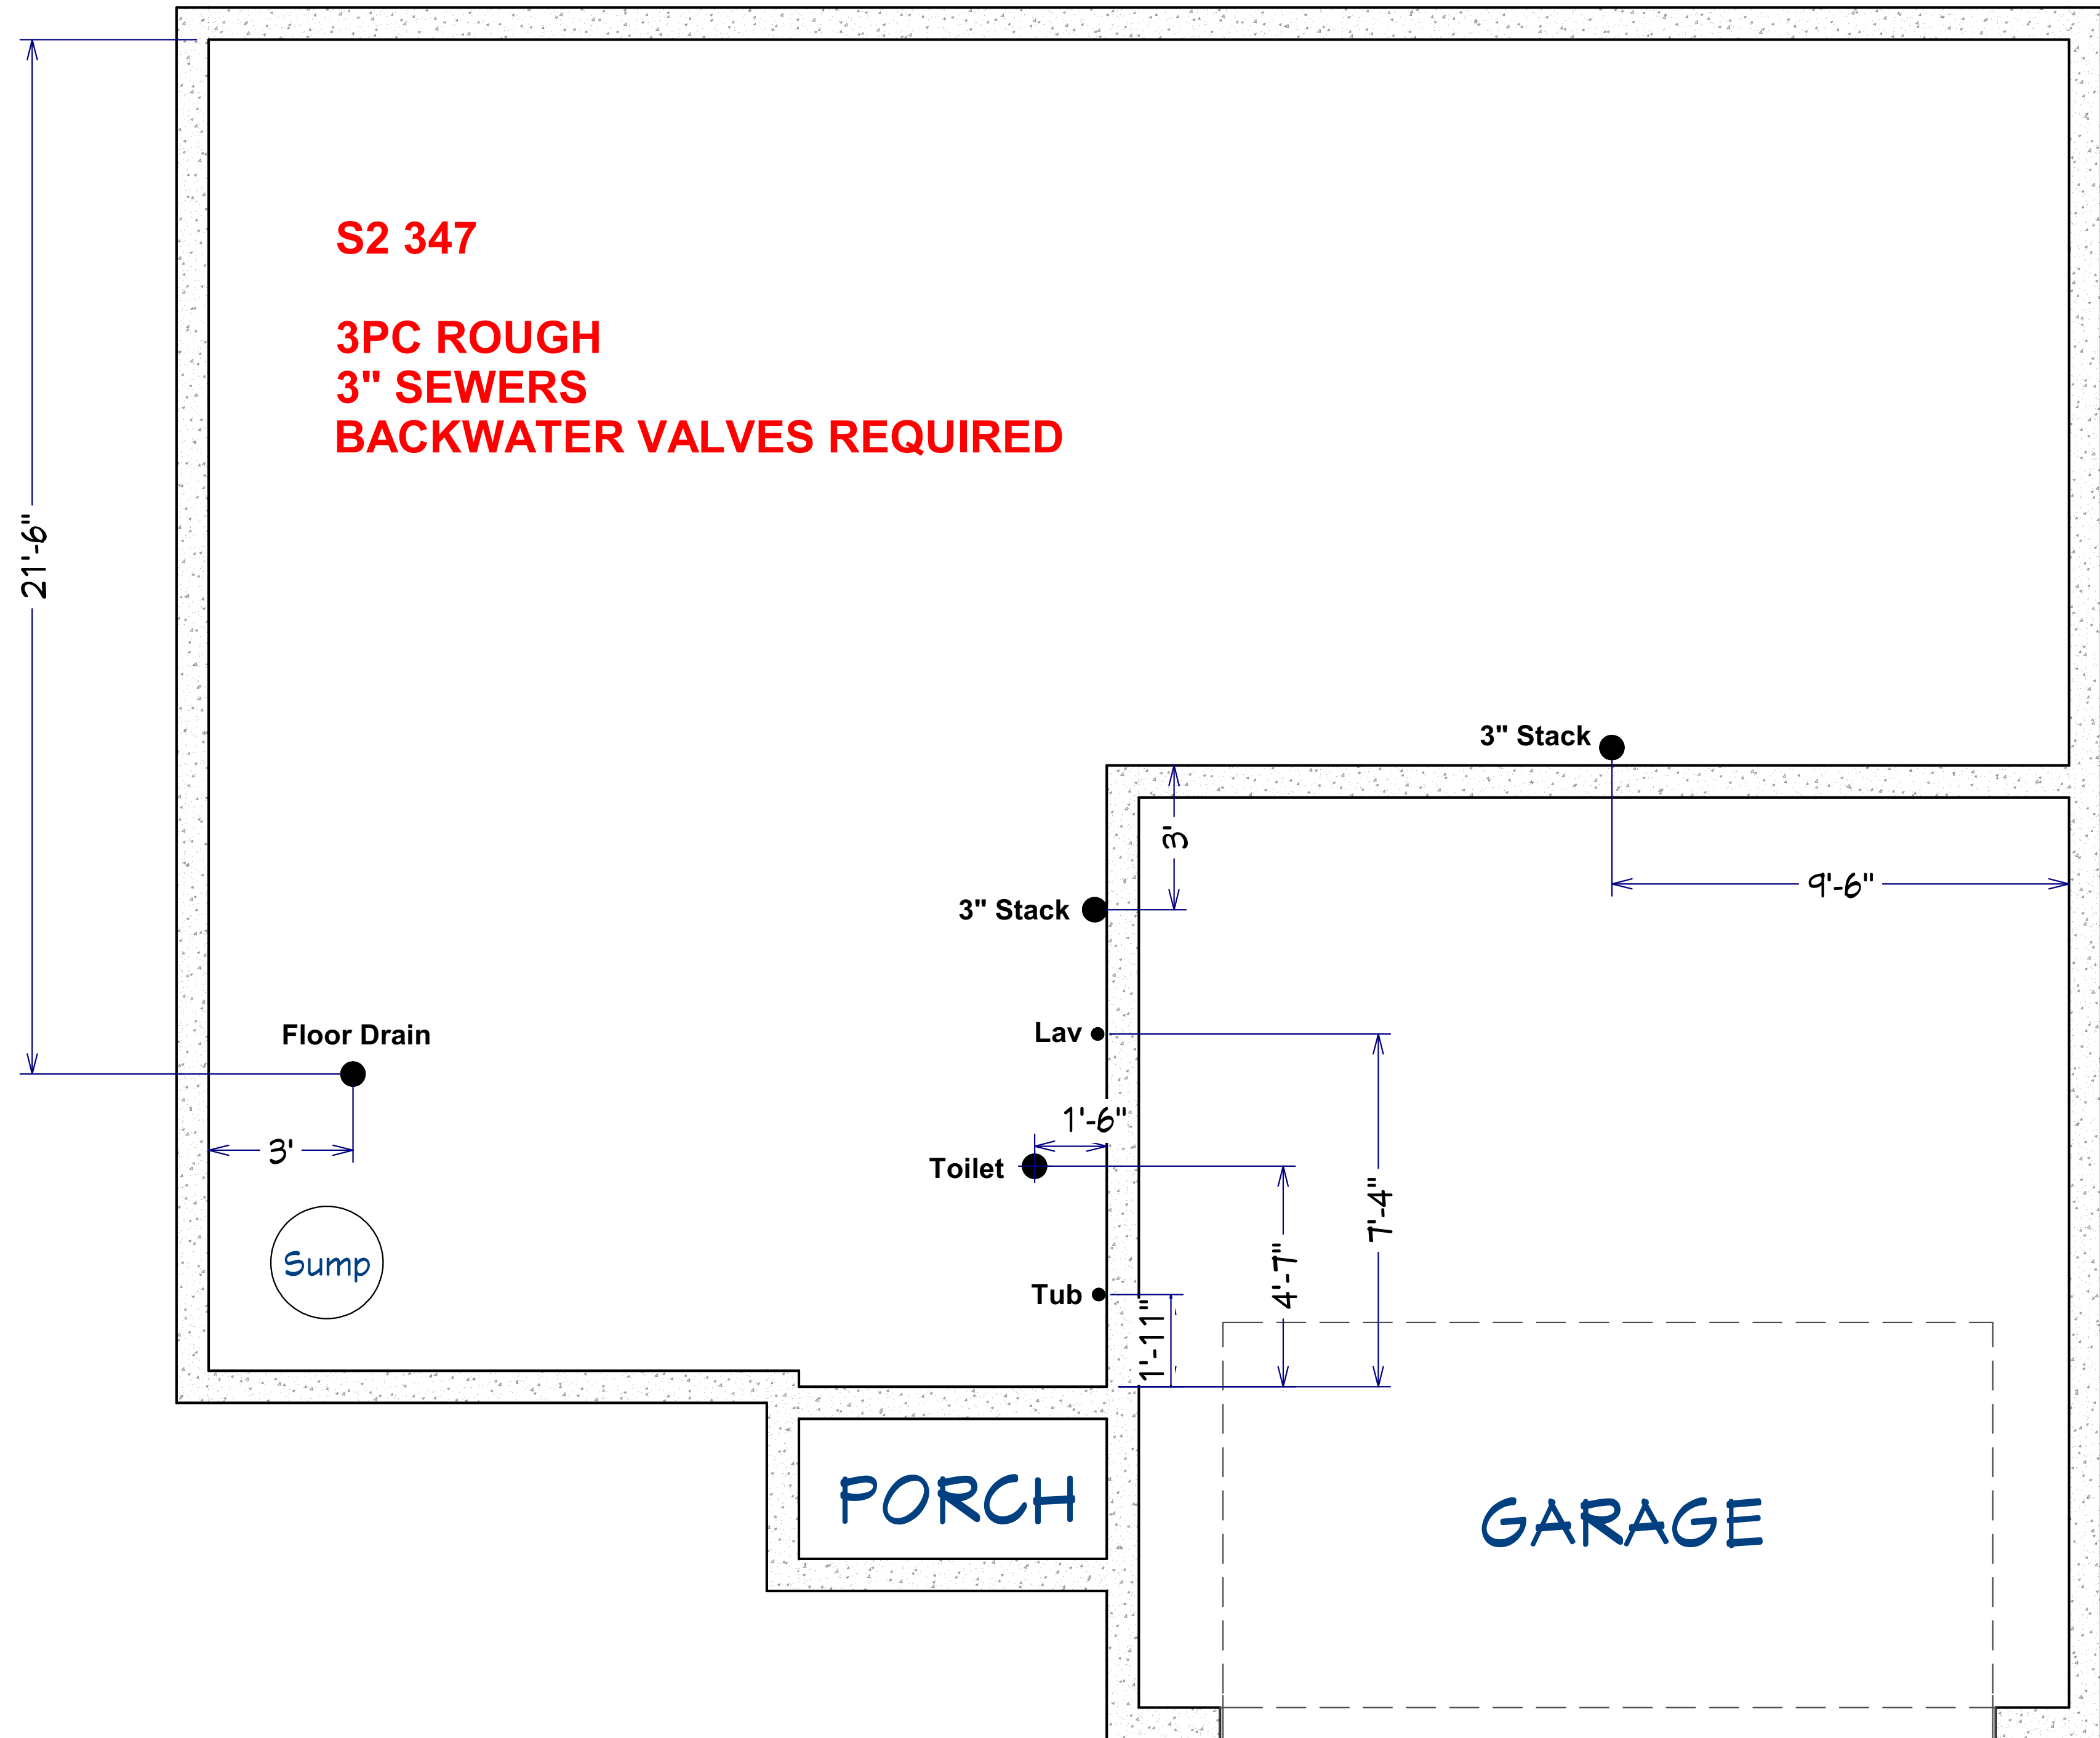 S2 347
3PC ROUGH
3" SEWERS
BACKWATER VALVES REQUIRED
21'-6"
3" Stack
3'
9'-6"
3" Stack
Lav
Floor Drain
1'-6"
3'
Toilet
7'-4"
4'-7"
Sump
Tub
1'-11"
PORCH
GARAGE